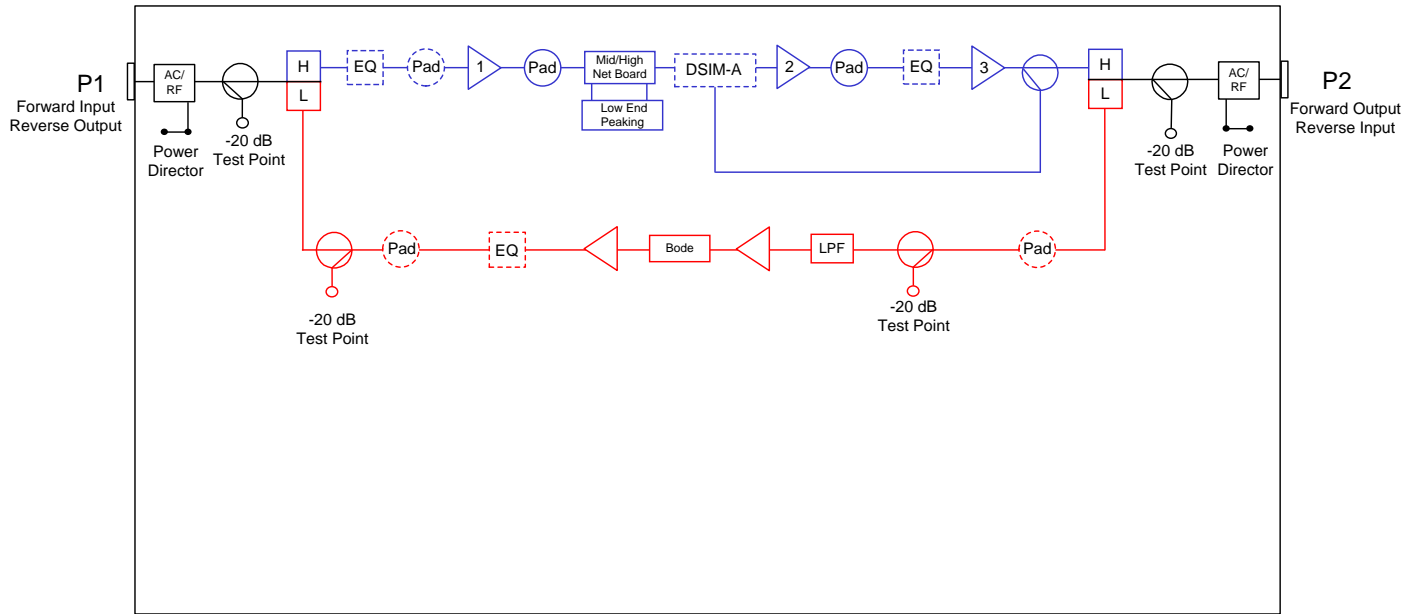 P1
Forward Input
Reverse Output
AC/
RF
Power
Director
-20 dB
Test Point
H
L
EQ
Pad
1
Pad
Mid/High
Net Board
Low End
Peaking
DSIM-A
2
Pad
EQ
3
H
L
-20 dB
Test Point
AC/
RF
Power
Director
P2
Forward Output
Reverse Input
Pad
EQ
Bode
LPF
Pad
-20 dB
Test Point
-20 dB
Test Point